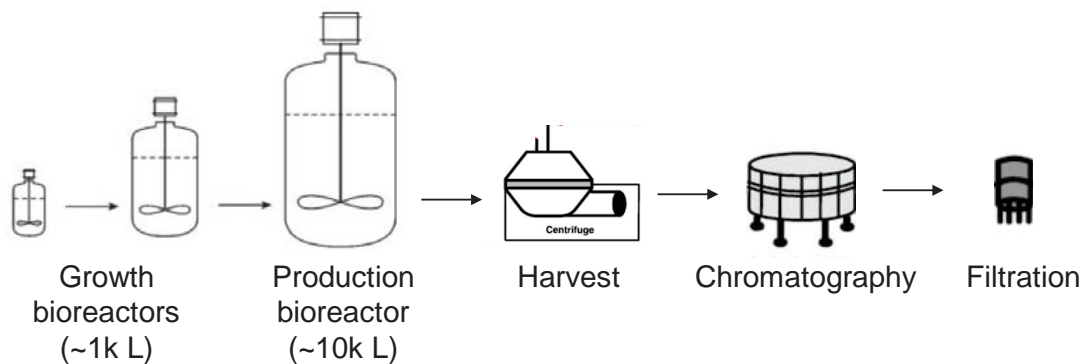 Centrifuge
Growth
bioreactors
(~1k L)
Production
bioreactor
(~10k L)
Harvest
Chromatography
Filtration